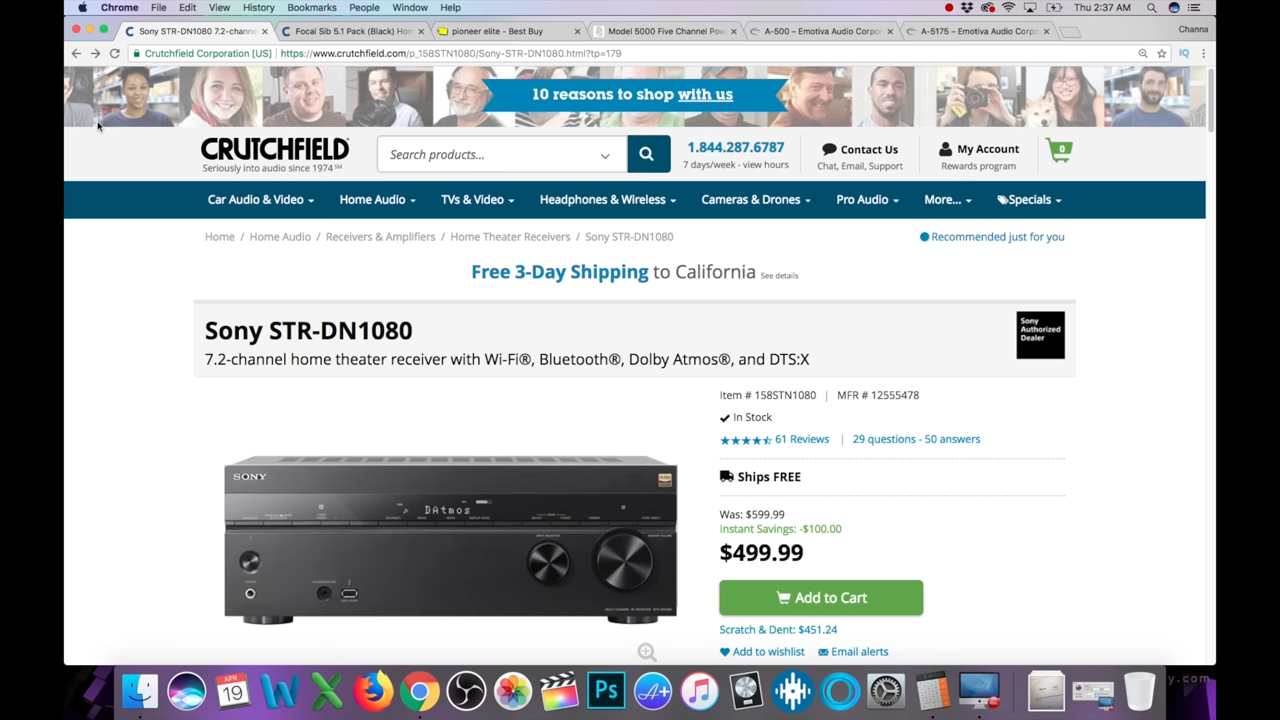 Chrome File Edit View History Bookmarks People Window Help Thu 2:37 AM
Sony STR-DN1080 7.2-chann Focal Sib 5.1 Pack (Black) Hom pioneer elite - Best Buy Model 5000 Five Channel Powe A-500 – Emotiva Audio Corpo A-5175 – Emotiva Audio Corpo Channa
Crutchfield Corporation [US] https://www.crutchfield.com/p_158STN1080/Sony-STR-DN1080.html?tp=179
10 reasons to shop with us
CRUTCHFIELD
Seriously into audio since 1974 SM
Search products...
1.844.287.6787
7 days/week - view hours
Contact Us
Chat, Email, Support
My Account
Rewards program
0
Car Audio & Video Home Audio TVs & Video Headphones & Wireless Cameras & Drones Pro Audio More... Specials
Home / Home Audio / Receivers & Amplifiers / Home Theater Receivers / Sony STR-DN1080
Recommended just for you
Free 3-Day Shipping to California See details
Sony STR-DN1080
7.2-channel home theater receiver with Wi-Fi®, Bluetooth®, Dolby Atmos®, and DTS:X
Sony
Authorized
Dealer
Item # 158STN1080 | MFR # 12555478
In Stock
61 Reviews | 29 questions - 50 answers
Ships FREE
Was: $599.99
Instant Savings: -$100.00
$499.99
Add to Cart
Scratch & Dent: $451.24
Add to wishlist Email alerts
SONY
DAtmos
APR
19
Ps
y.com